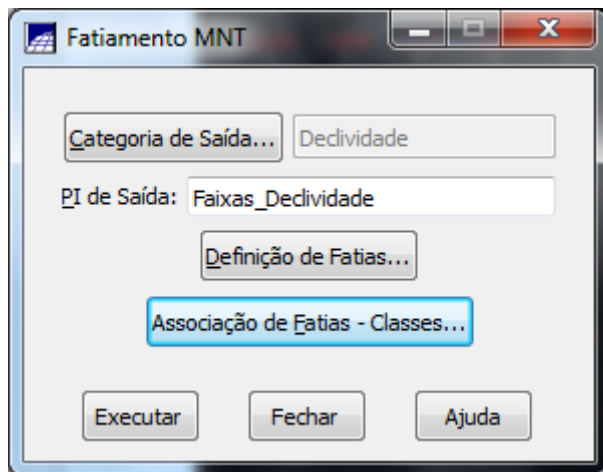 Fatiamento MNT
Categoria de Saída... Declividade
PI de Saída: Faixas_Declividade
Definição de Fatias...
Associação de Fatias - Classes...
Executar Fechar Ajuda